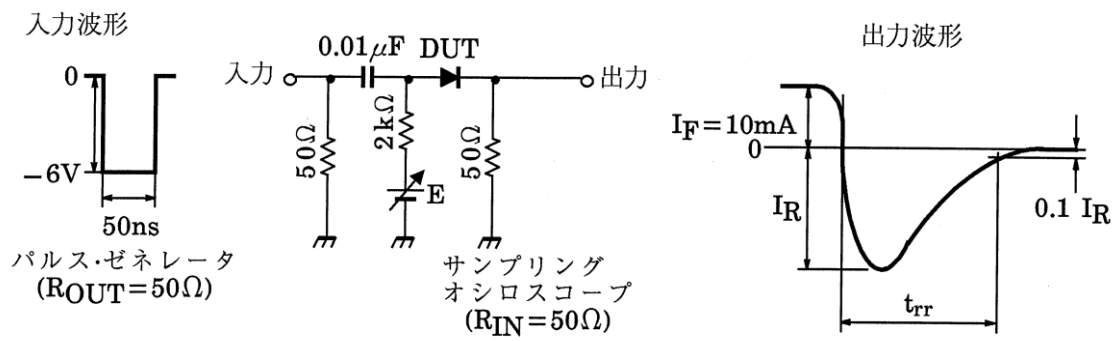 入力波形
0
−6V
50ns
パルス・ゼネレータ
(ROUT=50Ω)
入力
0.01μF
DUT
出力
50Ω
2kΩ
E
50Ω
サンプリング
オシロスコープ
(RIN=50Ω)
出力波形
IF=10mA
0
IR
0.1 IR
trr